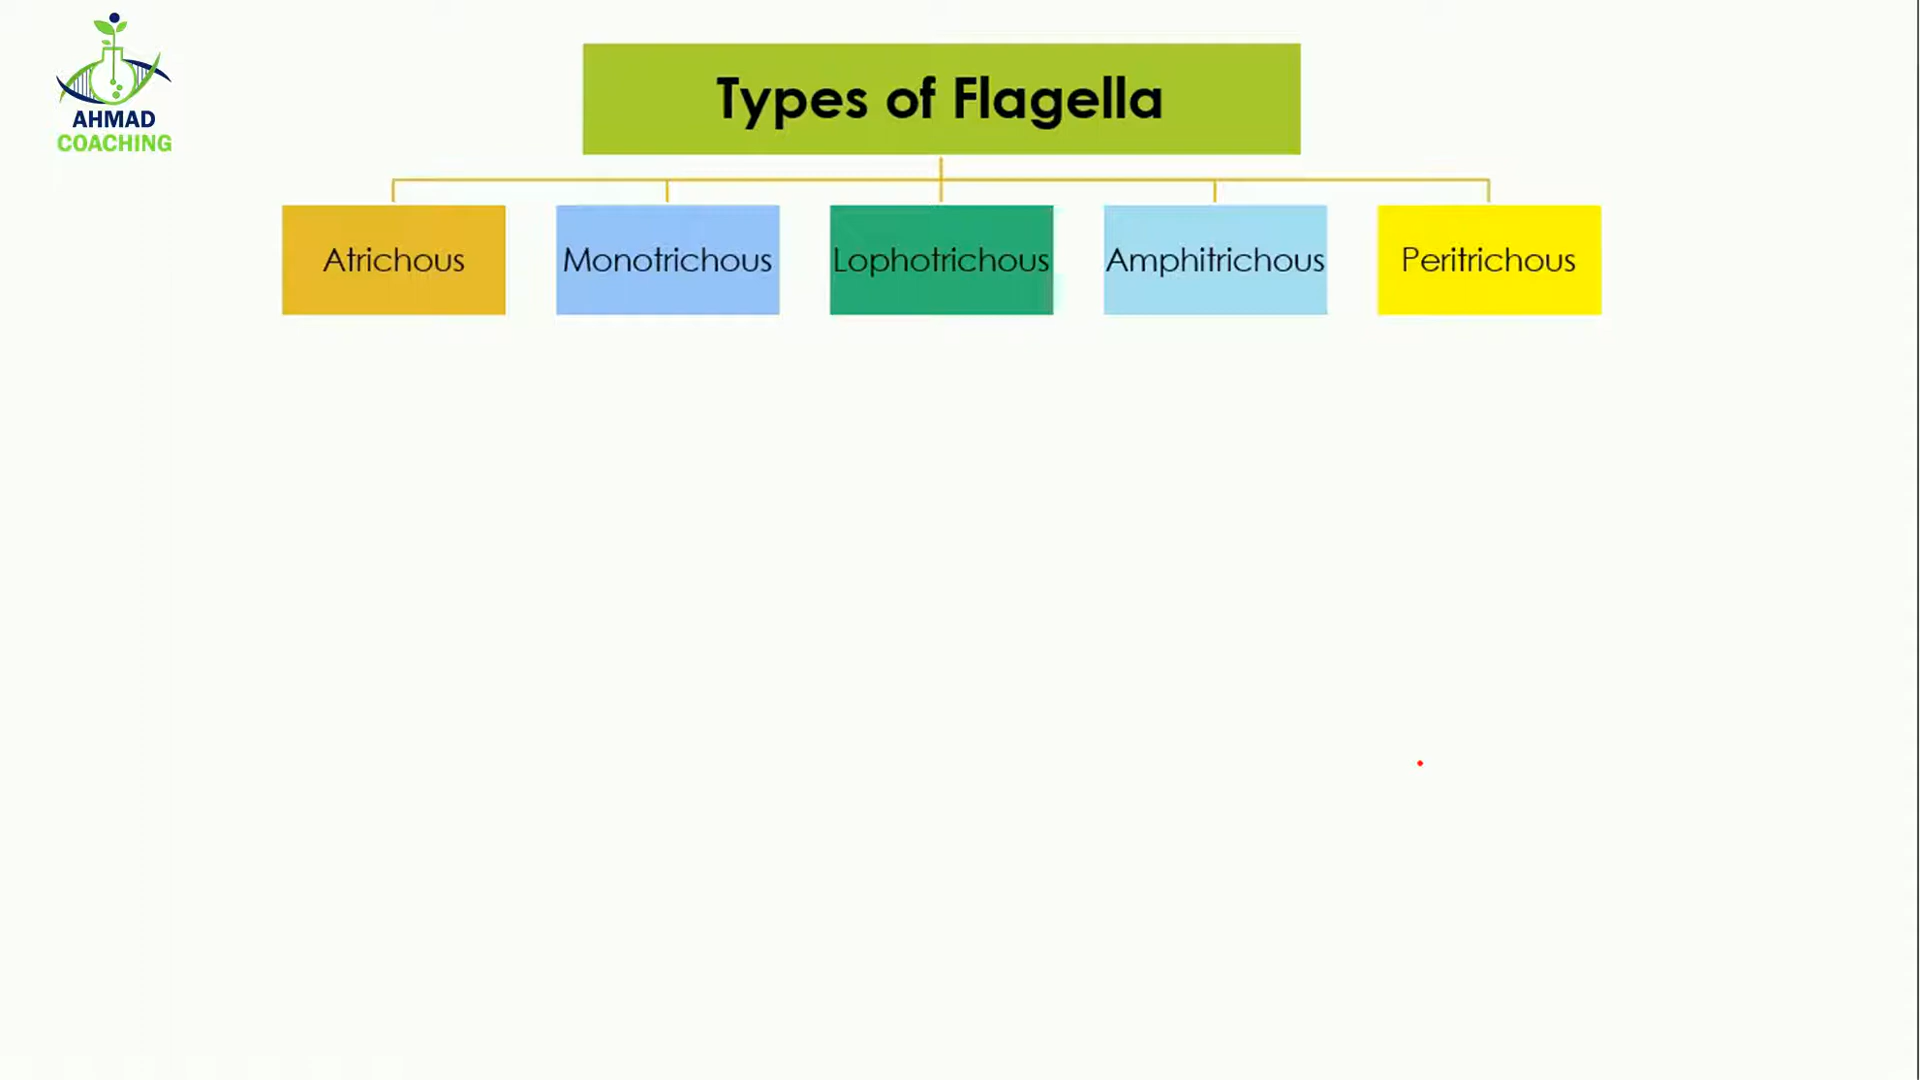 AHMAD
COACHING
Types of Flagella
Atrichous
Monotrichous
Lophotrichous
Amphitrichous
Peritrichous